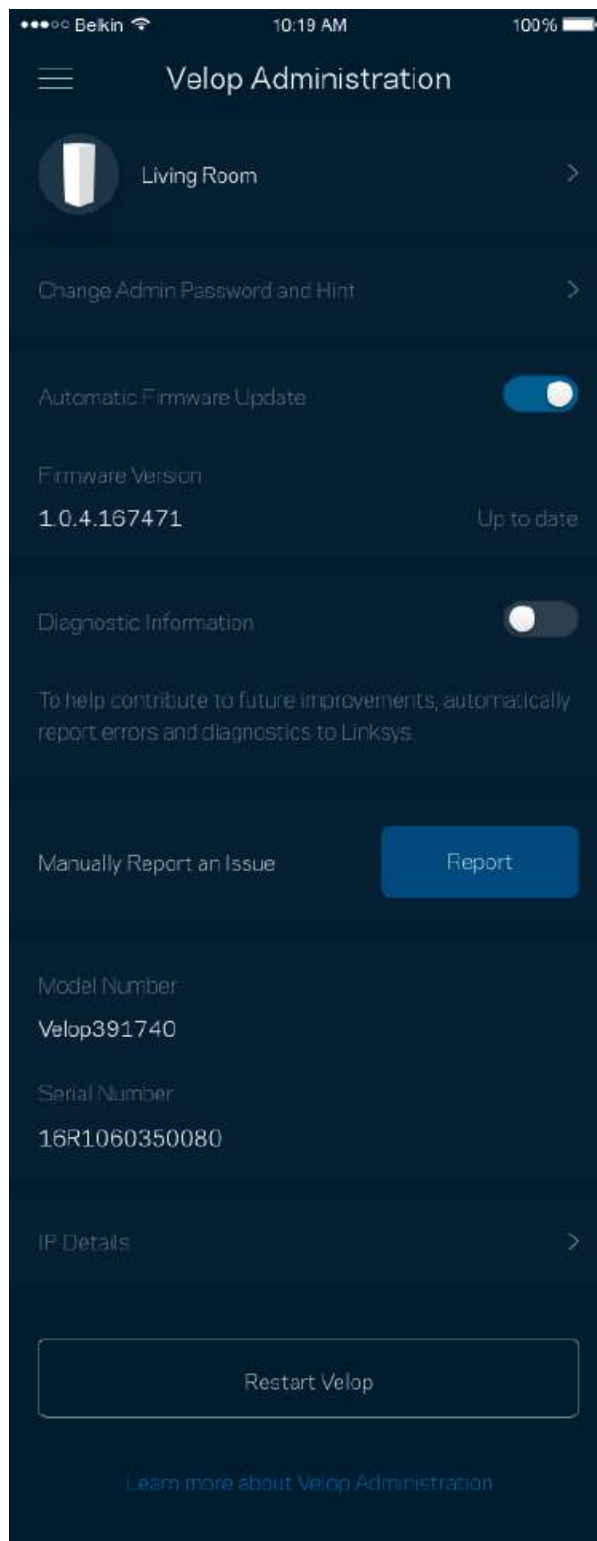 ●●●○○ Belkin 10:19 AM 100%
Velop Administration
Living Room
Change Admin Password and Hint
Automatic Firmware Update
Firmware Version
1.0.4.167471 Up to date
Diagnostic Information
To help contribute to future improvements, automatically
report errors and diagnostics to Linksys.
Manually Report an Issue Report
Model Number
Velop391740
Serial Number
16R1060350080
IP Details
Restart Velop
Learn more about Velop Administration